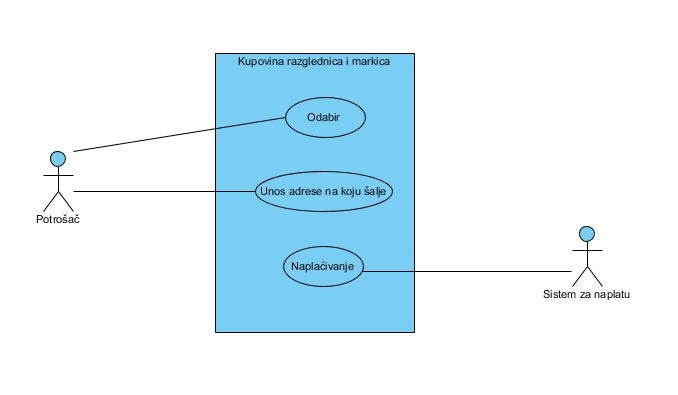 Kupovina razglednica i markica
Odabir
Unos adrese na koju šalje
Potrošač
Naplaćivanje
Sistem za naplatu